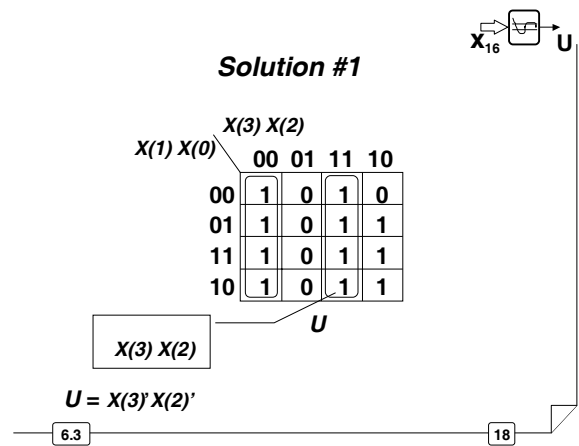 X16 U
Solution #1
X(3) X(2)
X(1) X(0)
00 01 11 10
00 1 0 1 0
01 1 0 1 1
11 1 0 1 1
10 1 0 1 1
U
X(3) X(2)
U = X(3)' X(2)'
6.3 18